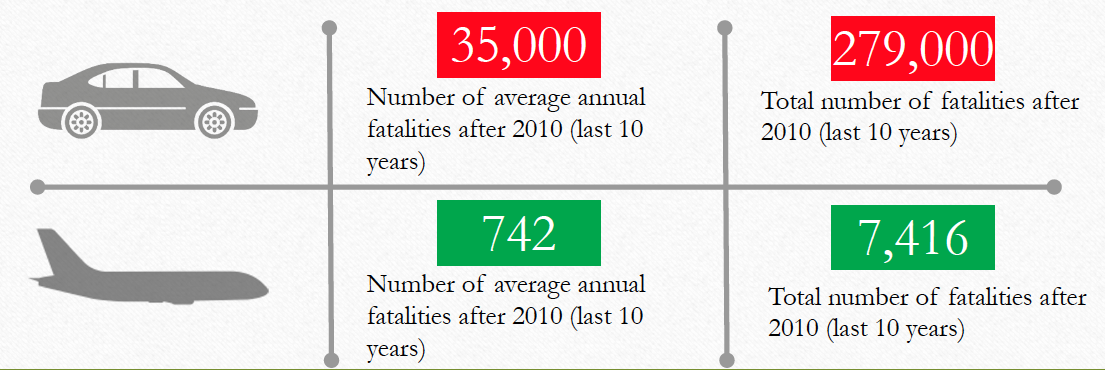 35,000
Number of average annual
fatalities after 2010 (last 10
years)
279,000
Total number of fatalities after
2010 (last 10 years)
742
Number of average annual
fatalities after 2010 (last 10
years)
7,416
Total number of fatalities after
2010 (last 10 years)